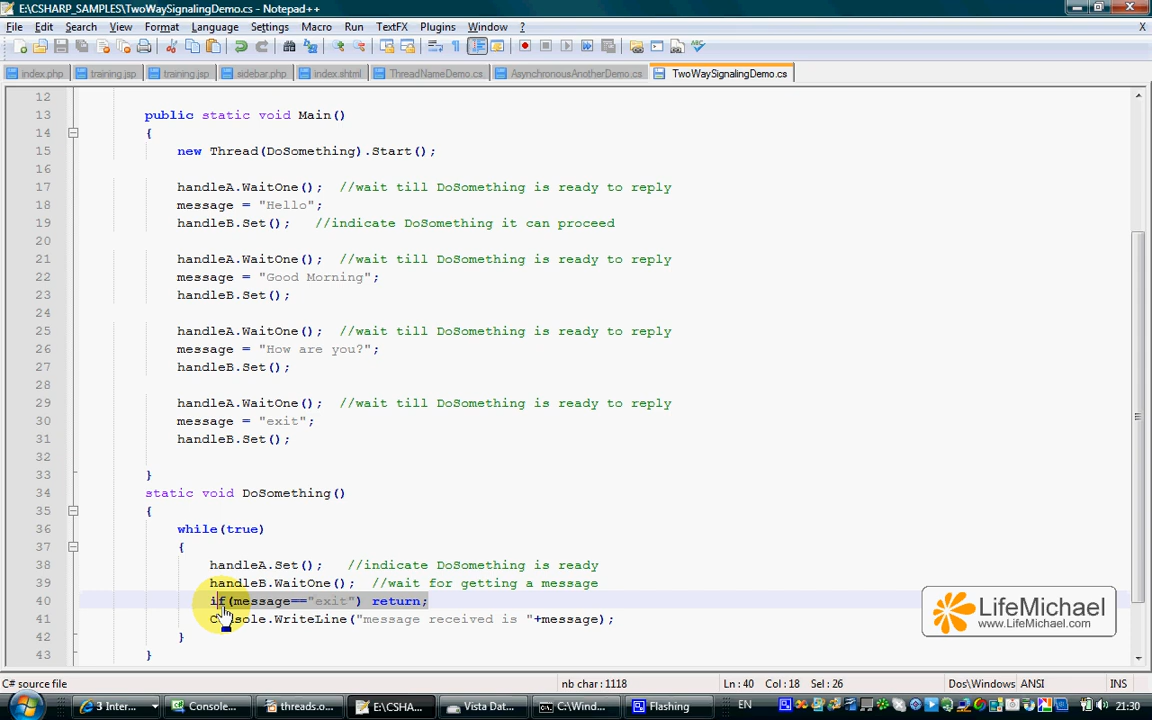 E:\CSHARP_SAMPLES\TwoWaySignalingDemo.cs - Notepad++
File Edit Search View Format Language Settings Macro Run TextFX Plugins Window ? X
index.php training.jsp training.jsp sidebar.php index.shtml ThreadNameDemo.cs AsynchronousAnotherDemo.cs TwoWaySignalingDemo.cs
12
13 public static void Main()
14 {
15 new Thread(DoSomething).Start();
16
17 handleA.WaitOne(); //wait till DoSomething is ready to reply
18 message = "Hello";
19 handleB.Set(); //indicate DoSomething it can proceed
20
21 handleA.WaitOne(); //wait till DoSomething is ready to reply
22 message = "Good Morning";
23 handleB.Set();
24
25 handleA.WaitOne(); //wait till DoSomething is ready to reply
26 message = "How are you?";
27 handleB.Set();
28
29 handleA.WaitOne(); //wait till DoSomething is ready to reply
30 message = "exit";
31 handleB.Set();
32
33 }
34 static void DoSomething()
35 {
36 while(true)
37 {
38 handleA.Set(); //indicate DoSomething is ready
39 handleB.WaitOne(); //wait for getting a message
40 if(message=="exit") return;
41 Console.WriteLine("message received is "+message);
42 }
43 }
LifeMichael
www.LifeMichael.com
C# source file nb char : 1118 Ln : 40 Col : 18 Sel : 26 Dos\Windows ANSI INS
3 Inter... Console... threads.o... E:\CSHA... Vista Dat... C:\Wind... Flashing EN 21:30